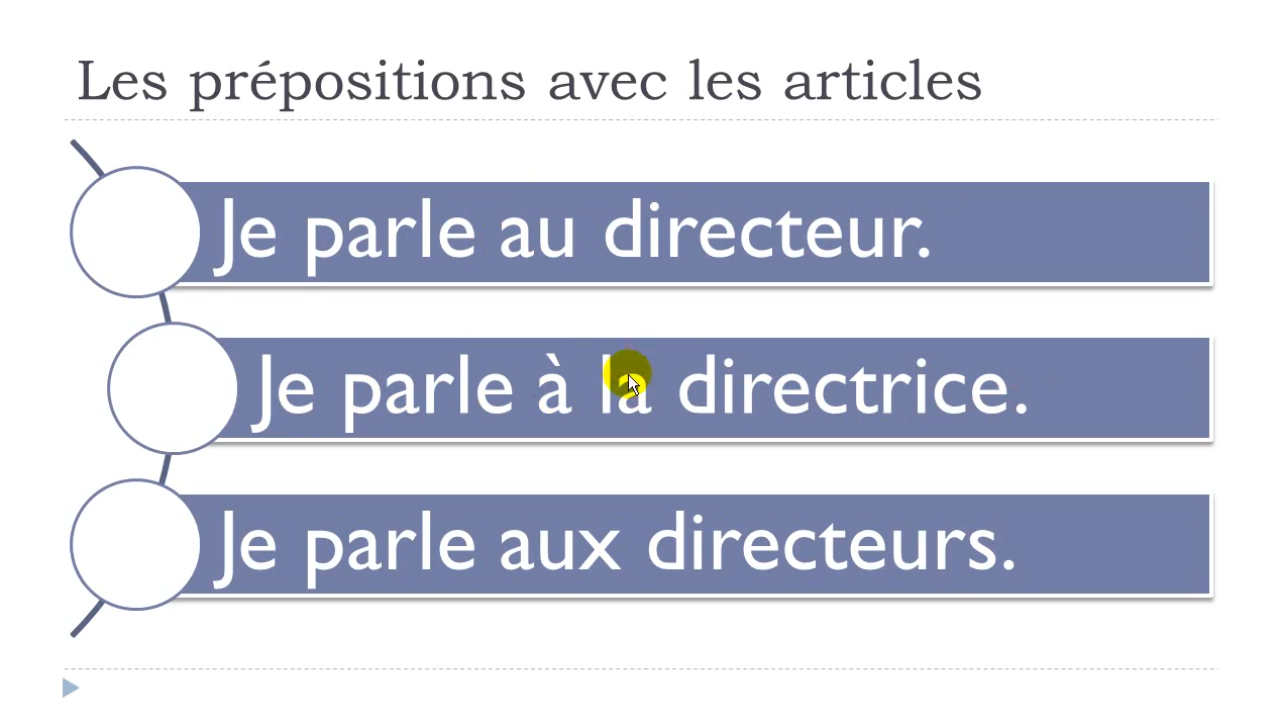 Les prépositions avec les articles
Je parle au directeur.
Je parle à la directrice.
Je parle aux directeurs.